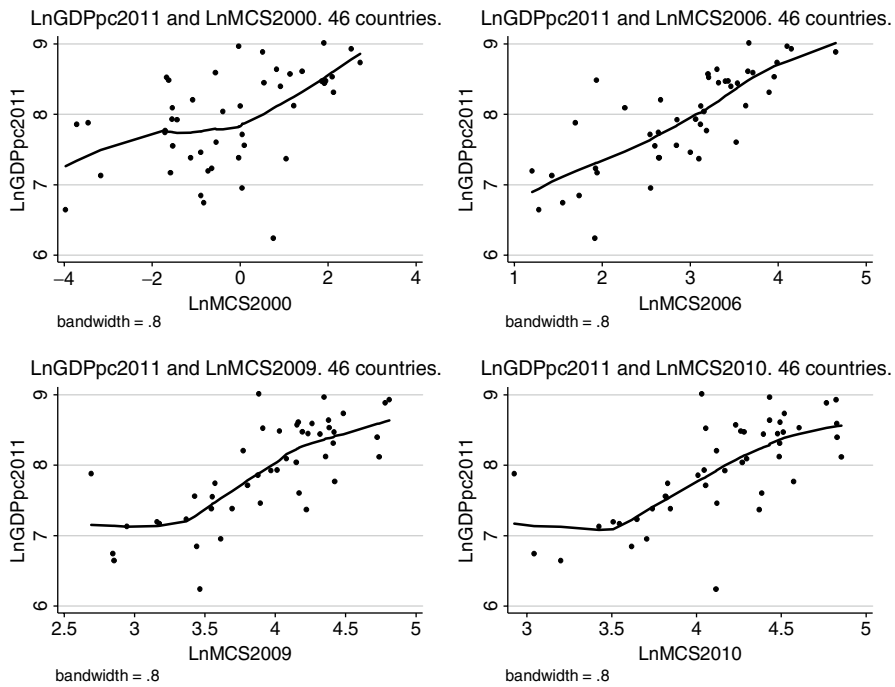 LnGDPpc2011 and LnMCS2000. 46 countries.
LnGDPpc2011
9
8
7
6
−4
−2
0
2
4
LnMCS2000
bandwidth = .8
LnGDPpc2011 and LnMCS2006. 46 countries.
LnGDPpc2011
9
8
7
6
1
2
3
4
5
LnMCS2006
bandwidth = .8
LnGDPpc2011 and LnMCS2009. 46 countries.
LnGDPpc2011
9
8
7
6
2.5
3
3.5
4
4.5
5
LnMCS2009
bandwidth = .8
LnGDPpc2011 and LnMCS2010. 46 countries.
LnGDPpc2011
9
8
7
6
3
3.5
4
4.5
5
LnMCS2010
bandwidth = .8